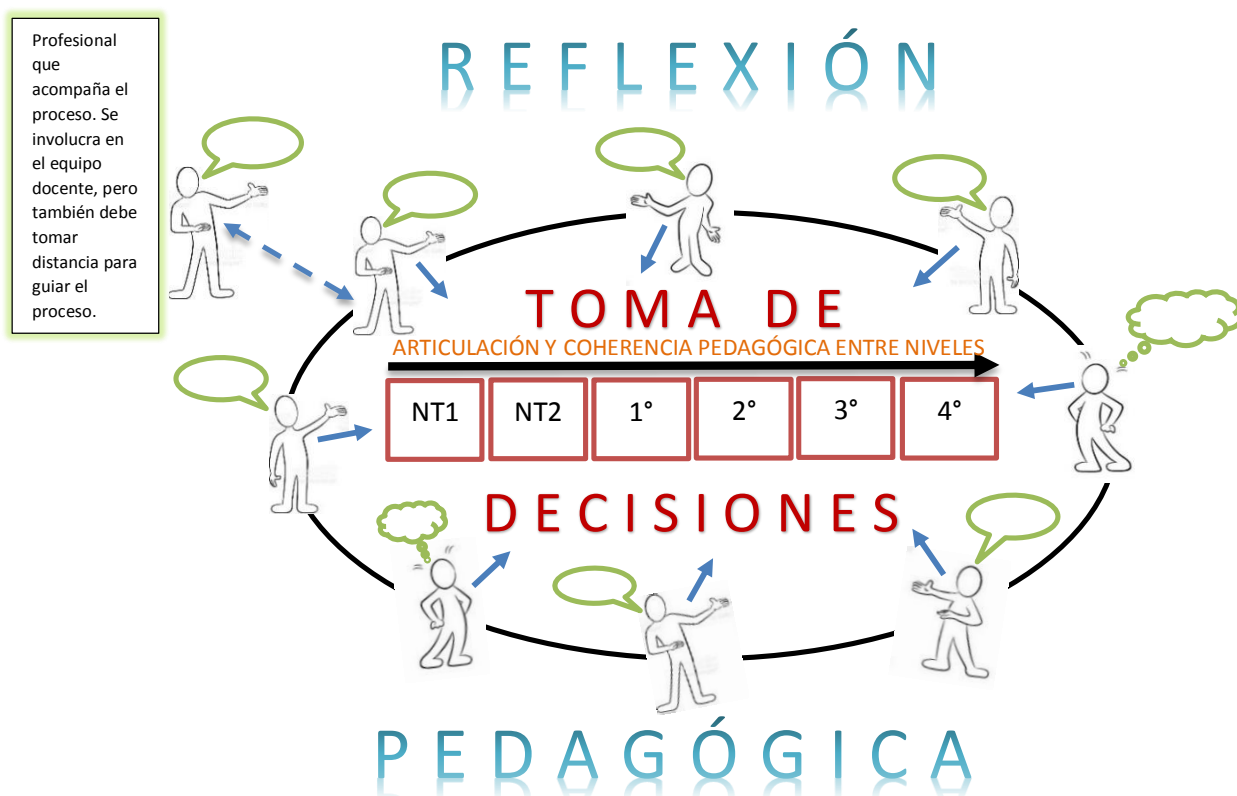 Profesional
que
acompaña el
proceso. Se
involucra en
el equipo
docente, pero
también debe
tomar
distancia para
guiar el
proceso.
REFLEXIÓN
TOMA DE
ARTICULACIÓN Y COHERENCIA PEDAGÓGICA ENTRE NIVELES
NT1 NT2 1° 2° 3° 4°
DECISIONES
PEDAGÓGICA